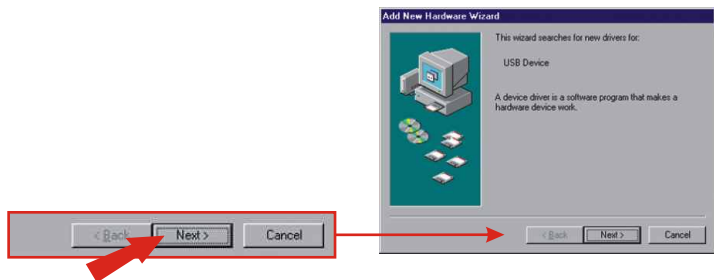 Add New Hardware Wizard
This wizard searches for new drivers for:
USB Device
A device driver is a software program that makes a
hardware device work.
< Back Next > Cancel
< Back Next > Cancel